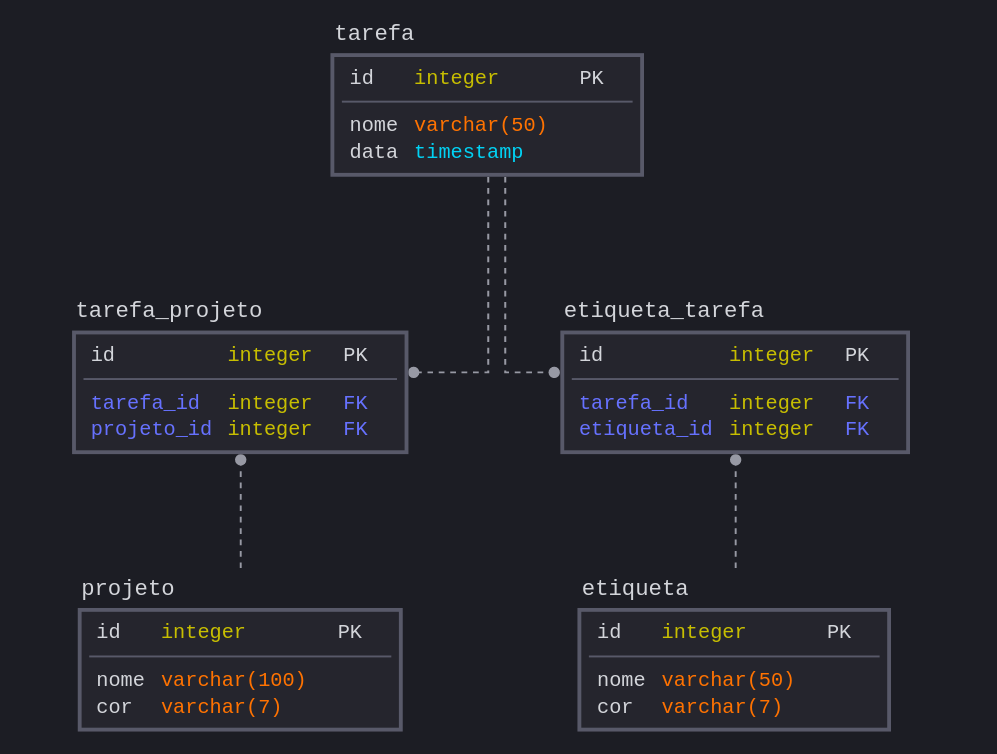 tarefa
id integer PK
nome varchar(50)
data timestamp
tarefa_projeto
id integer PK
tarefa_id integer FK
projeto_id integer FK
etiqueta_tarefa
id integer PK
tarefa_id integer FK
etiqueta_id integer FK
projeto
id integer PK
nome varchar(100)
cor varchar(7)
etiqueta
id integer PK
nome varchar(50)
cor varchar(7)